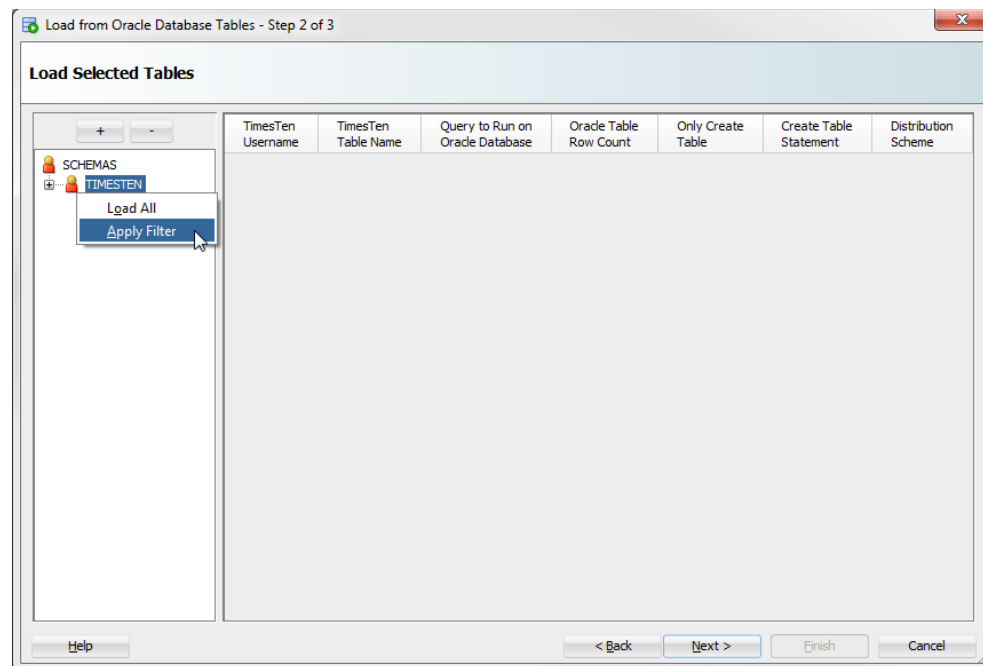 Load from Oracle Database Tables - Step 2 of 3
x
Load Selected Tables
+ -
TimesTen Username
TimesTen Table Name
Query to Run on Oracle Database
Oracle Table Row Count
Only Create Table
Create Table Statement
Distribution Scheme
SCHEMAS
TIMESTEN
Load All
Apply Filter
Help
< Back
Next >
Finish
Cancel